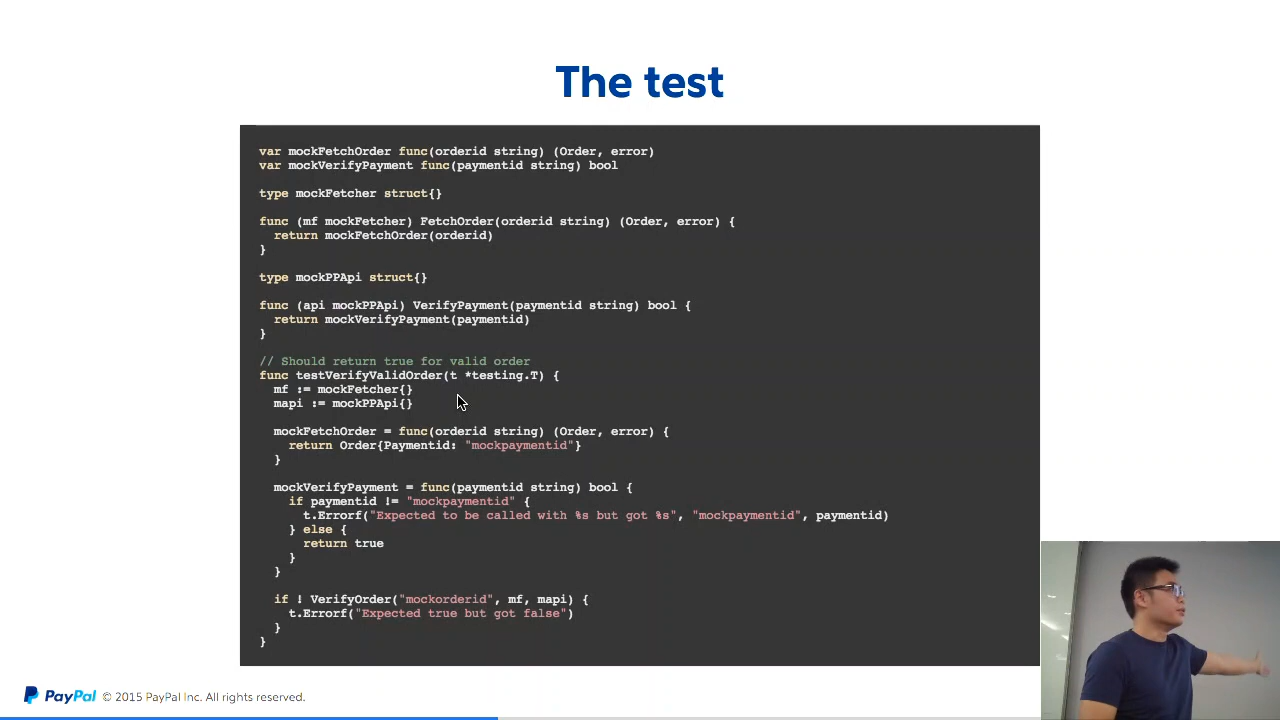 The test
var mockFetchOrder func(orderid string) (Order, error)
var mockVerifyPayment func(paymentid string) bool
type mockFetcher struct{}
func (mf mockFetcher) FetchOrder(orderid string) (Order, error) {
return mockFetchOrder(orderid)
}
type mockPPApi struct{}
func (api mockPPApi) VerifyPayment(paymentid string) bool {
return mockVerifyPayment(paymentid)
}
// Should return true for valid order
func testVerifyValidOrder(t *testing.T) {
mf := mockFetcher{}
mapi := mockPPApi{}
mockFetchOrder = func(orderid string) (Order, error) {
return Order{Paymentid: "mockpaymentid"}
}
mockVerifyPayment = func(paymentid string) bool {
if paymentid != "mockpaymentid" {
t.Errorf("Expected to be called with %s but got %s", "mockpaymentid", paymentid)
} else {
return true
}
}
if ! VerifyOrder("mockorderid", mf, mapi) {
t.Errorf("Expected true but got false")
}
}
PayPal © 2015 PayPal Inc. All rights reserved.